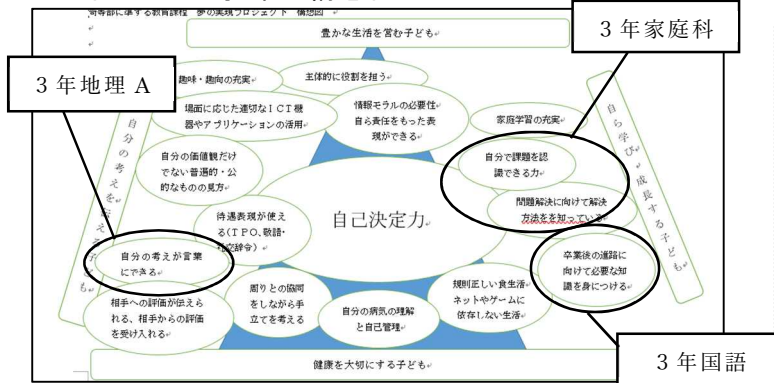 等部に準する教育課程 夢の実現プロジェクト 構想図
豊かな生活を営む子ども
3年家庭科
3年地理A
趣味・趣向の充実
主体的に役割を担う
場面に応じた適切なICT機
器やアプリケーションの活用
情報モラルの必要性
自ら責任をもった表
現ができる
家庭学習の充実
自分の考えを伝える子ども
自ら学び、成長する子ども
自分の価値観だけ
でない普遍的・公
的なものの見方
自分で課題を認
識できる力
問題解決に向けて解決
方法をを知っている
待遇表現が使え
る(TPO、敬語・
社交辞令)
自己決定力
自分の考えが言葉
にできる
卒業後の進路に
向けて必要な知
識を身につける
相手への評価が伝えら
れる、相手からの評価
を受け入れる
周りとの協同
をしながら手
立てを考える
自分の病気の理解
と自己管理
規則正しい食生活
ネットやゲームに
依存しない生活
3年国語
健康を大切にする子ども